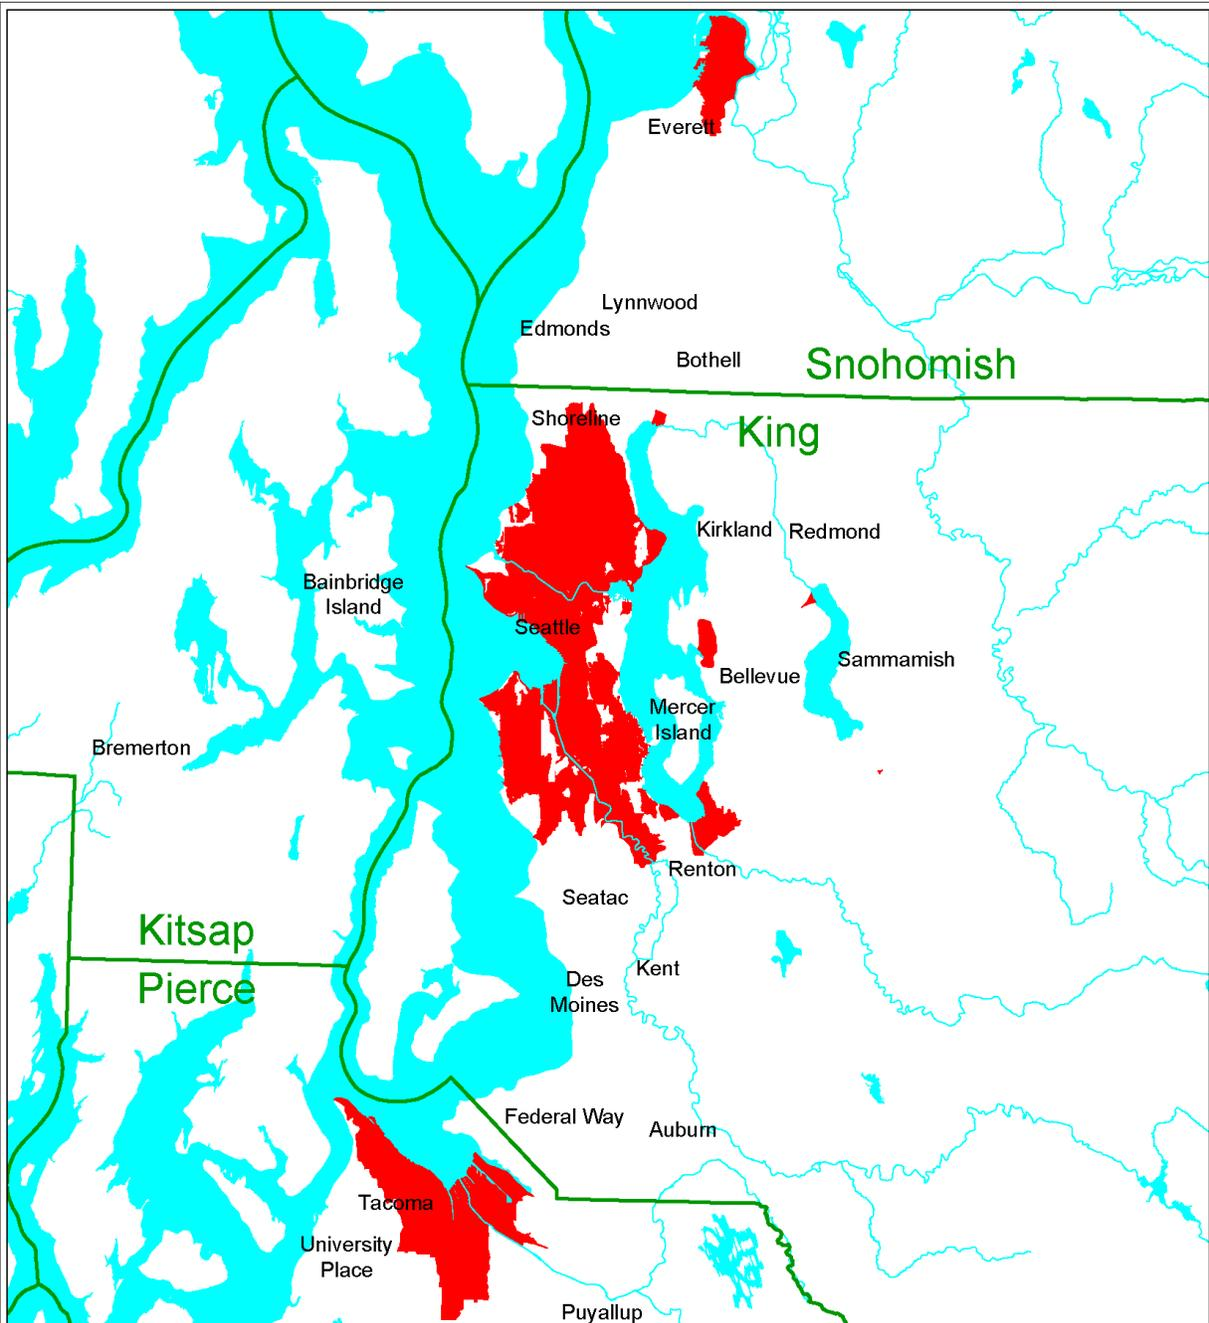 Everett
Lynnwood
Edmonds
Bothell
Snohomish
Shoreline
King
Kirkland
Redmond
Bainbridge
Island
Seattle
Sammamish
Bellevue
Mercer
Island
Bremerton
Renton
Seatac
Kitsap
Kent
Des
Moines
Pierce
Federal Way
Auburn
Tacoma
University
Place
Puyallup